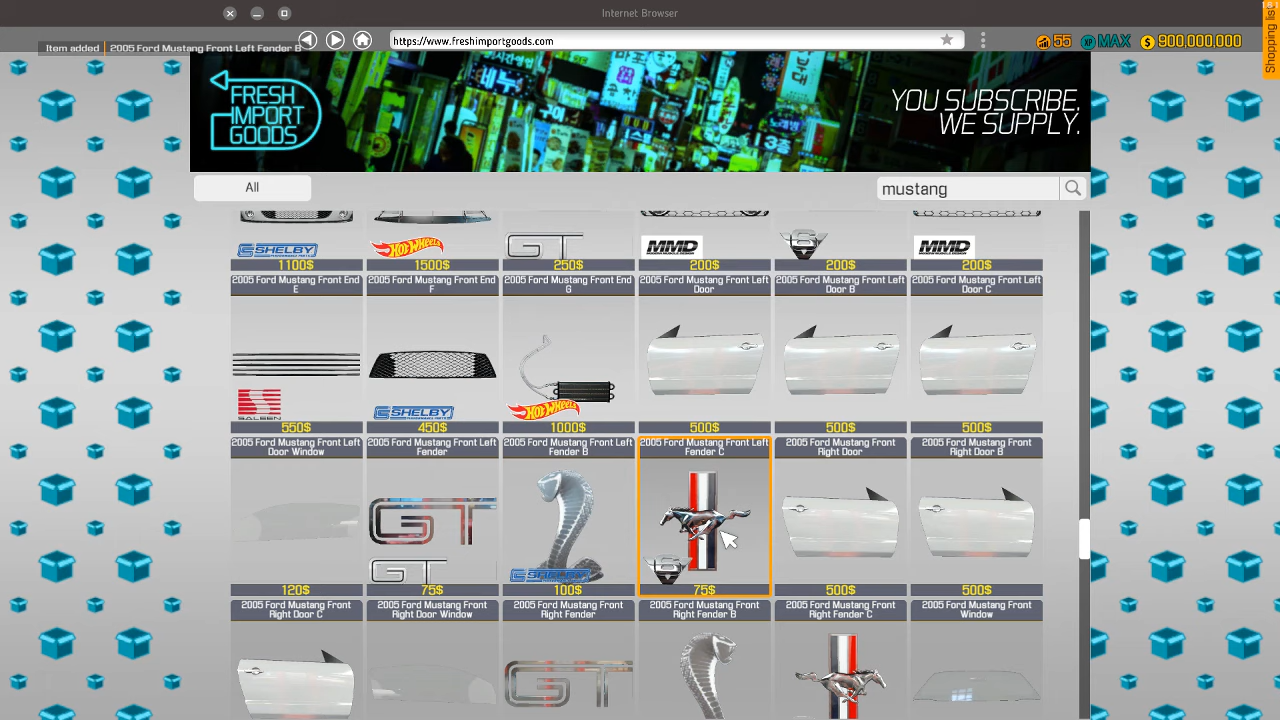 Internet Browser
Item added
2005 Ford Mustang Front Left Fender B
https://www.freshimportgoods.com
55
XP MAX
$ 900,000,000
Shopping list
FRESH
IMPORT
GOODS
YOU SUBSCRIBE.
WE SUPPLY.
All
mustang
SHELBY
Hot Wheels
GT
MMD
V8
MMD
1100$
1500$
250$
200$
200$
200$
2005 Ford Mustang Front End
E
2005 Ford Mustang Front End
F
2005 Ford Mustang Front End
G
2005 Ford Mustang Front Left
Door
2005 Ford Mustang Front Left
Door B
2005 Ford Mustang Front Left
Door C
SALEEN
SHELBY
Hot Wheels
550$
450$
1000$
500$
500$
500$
2005 Ford Mustang Front Left
Door Window
2005 Ford Mustang Front Left
Fender
2005 Ford Mustang Front Left
Fender B
2005 Ford Mustang Front Left
Fender C
2005 Ford Mustang Front
Right Door
2005 Ford Mustang Front
Right Door B
GT
GT
SHELBY
V8
120$
75$
100$
75$
500$
500$
2005 Ford Mustang Front
Right Door C
2005 Ford Mustang Front
Right Door Window
2005 Ford Mustang Front
Right Fender
2005 Ford Mustang Front
Right Fender B
2005 Ford Mustang Front
Right Fender C
2005 Ford Mustang Front
Window
GT